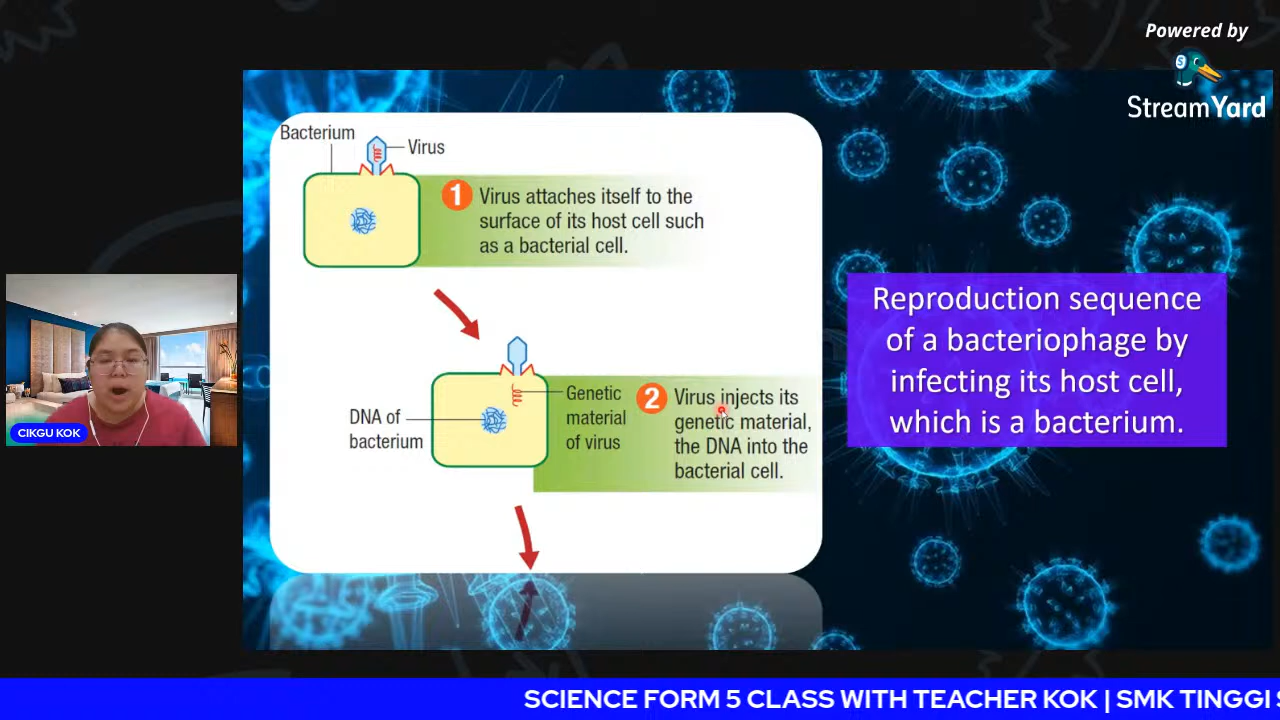 Powered by
StreamYard
Bacterium
Virus
1 Virus attaches itself to the
surface of its host cell such
as a bacterial cell.
DNA of
bacterium
Genetic
material
of virus
2 Virus injects its
genetic material,
the DNA into the
bacterial cell.
Reproduction sequence
of a bacteriophage by
infecting its host cell,
which is a bacterium.
CIKGU KOK
SCIENCE FORM 5 CLASS WITH TEACHER KOK | SMK TINGGI S